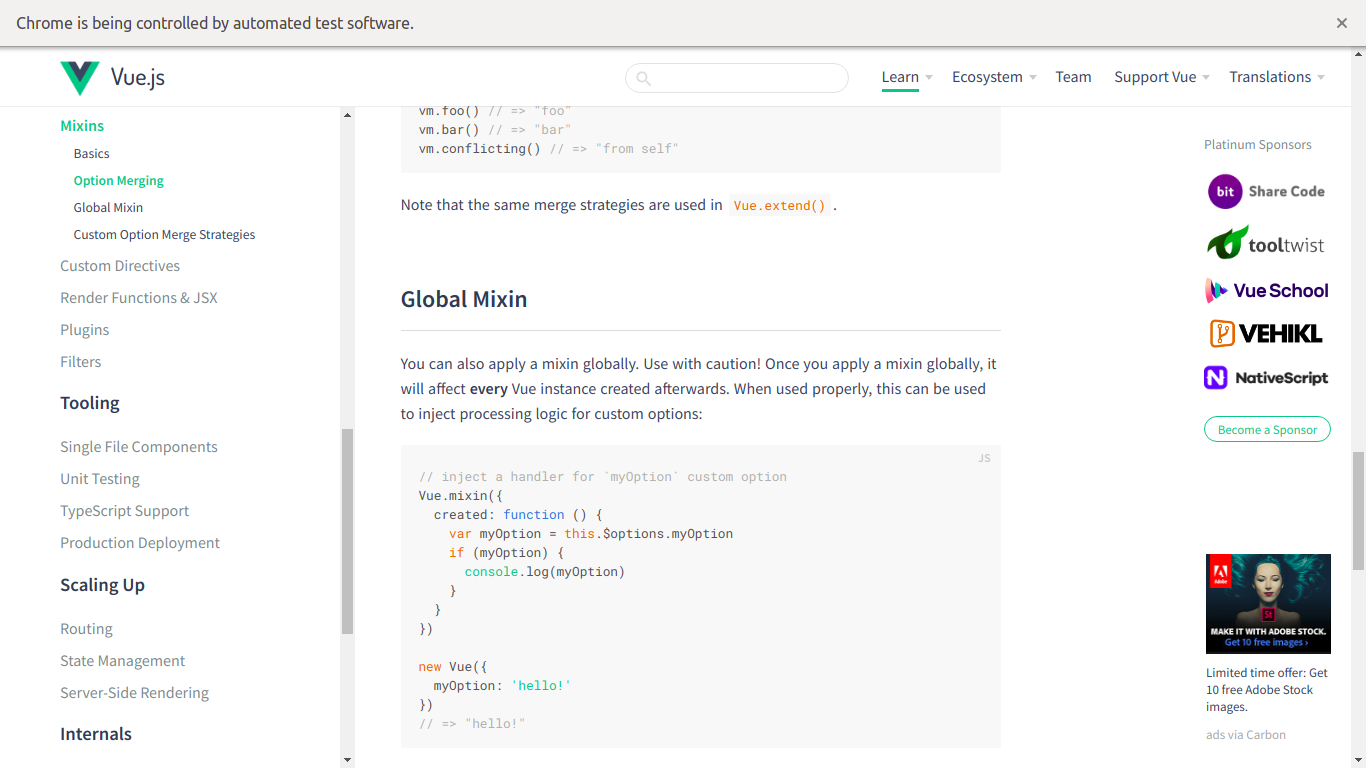 Chrome is being controlled by automated test software.
Vue.js
Learn
Ecosystem
Team
Support Vue
Translations
Mixins
Basics
Option Merging
Global Mixin
Custom Option Merge Strategies
Custom Directives
Render Functions & JSX
Plugins
Filters
Tooling
Single File Components
Unit Testing
TypeScript Support
Production Deployment
Scaling Up
Routing
State Management
Server-Side Rendering
Internals
vm.foo() // => "foo"
vm.bar() // => "bar"
vm.conflicting() // => "from self"
Note that the same merge strategies are used in Vue.extend() .
Global Mixin
You can also apply a mixin globally. Use with caution! Once you apply a mixin globally, it
will affect every Vue instance created afterwards. When used properly, this can be used
to inject processing logic for custom options:
JS
// inject a handler for `myOption` custom option
Vue.mixin({
  created: function () {
    var myOption = this.$options.myOption
    if (myOption) {
      console.log(myOption)
    }
  }
})
new Vue({
  myOption: 'hello!'
})
// => "hello!"
Platinum Sponsors
bit Share Code
tooltwist
Vue School
VEHIKL
NativeScript
Become a Sponsor
Adobe
St
MAKE IT WITH ADOBE STOCK.
Get 10 free images ›
Limited time offer: Get
10 free Adobe Stock
images.
ads via Carbon